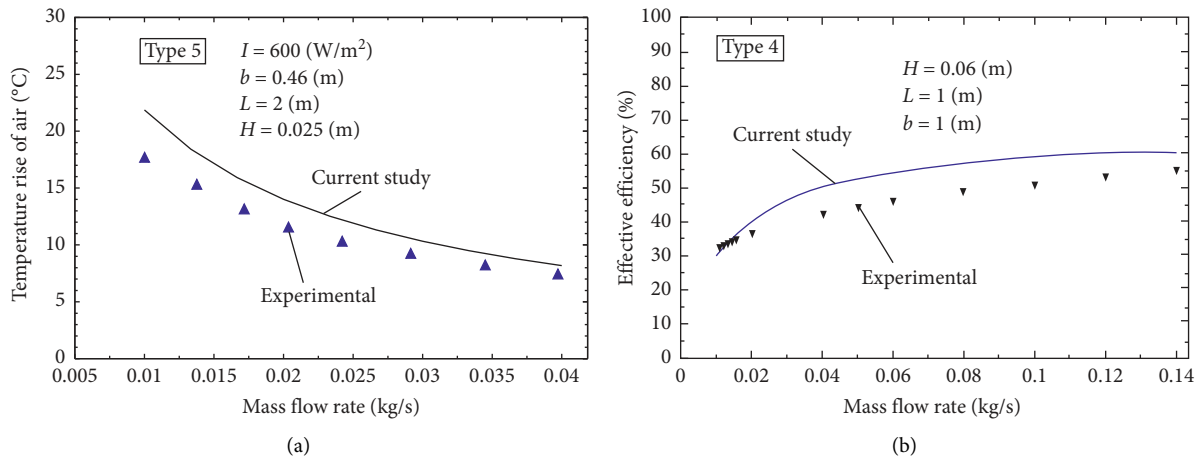 30
25
20
15
10
5
0
Temperature rise of air (°C)
Type 5
I = 600 (W/m²)
b = 0.46 (m)
L = 2 (m)
H = 0.025 (m)
Current study
Experimental
0.005 0.01 0.015 0.02 0.025 0.03 0.035 0.04
Mass flow rate (kg/s)
(a)
100
90
80
70
60
50
40
30
20
10
0
Effective efficiency (%)
Type 4
H = 0.06 (m)
L = 1 (m)
b = 1 (m)
Current study
Experimental
0 0.02 0.04 0.06 0.08 0.1 0.12 0.14
Mass flow rate (kg/s)
(b)